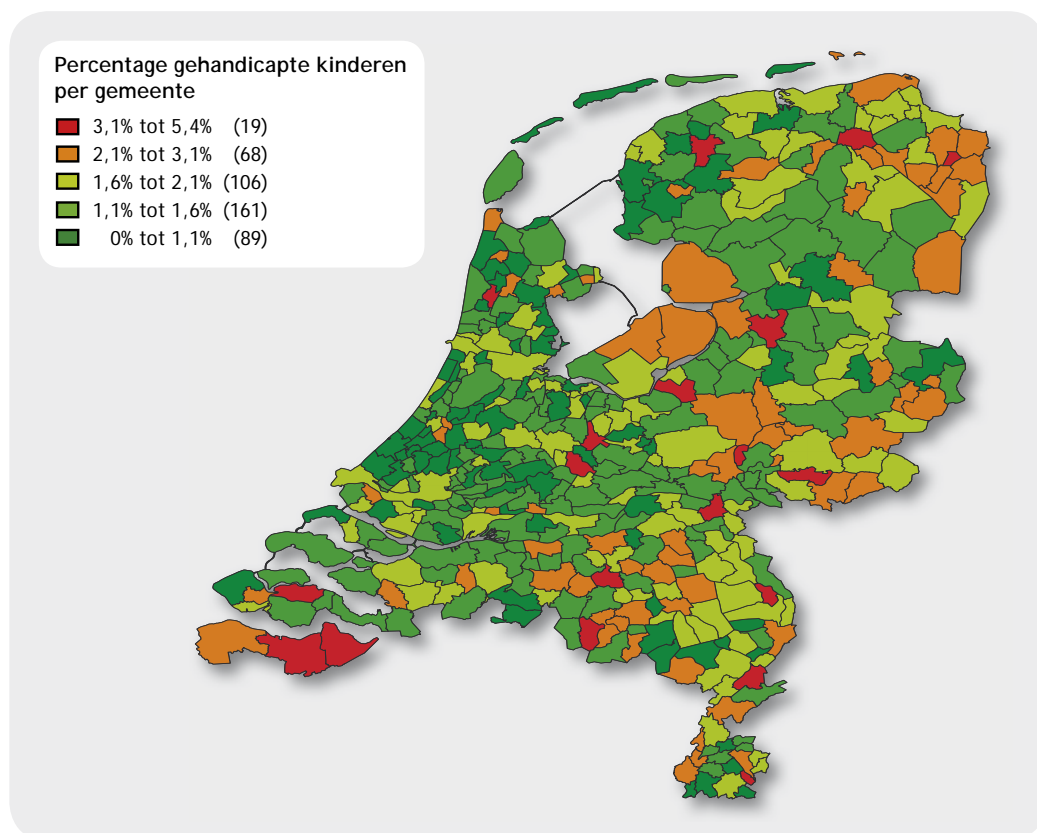 Percentage gehandicapte kinderen
per gemeente
3,1% tot 5,4% (19)
2,1% tot 3,1% (68)
1,6% tot 2,1% (106)
1,1% tot 1,6% (161)
0% tot 1,1% (89)